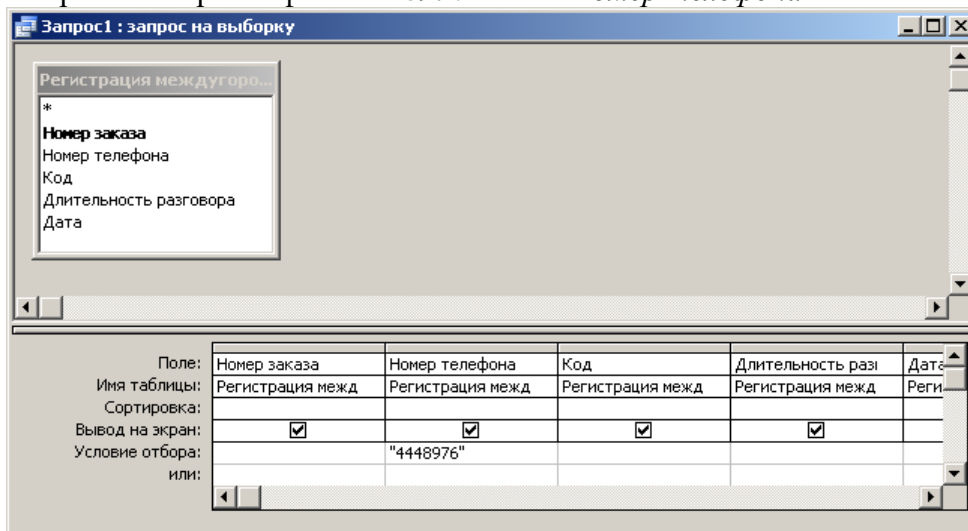 Запрос1 : запрос на выборку
Регистрация междугоро...
*
Номер заказа
Номер телефона
Код
Длительность разговора
Дата
Поле: Номер заказа Номер телефона Код Длительность разг Дата
Имя таблицы: Регистрация межд Регистрация межд Регистрация межд Регистрация межд Реги
Сортировка:
Вывод на экран:
Условие отбора: "4448976"
или: